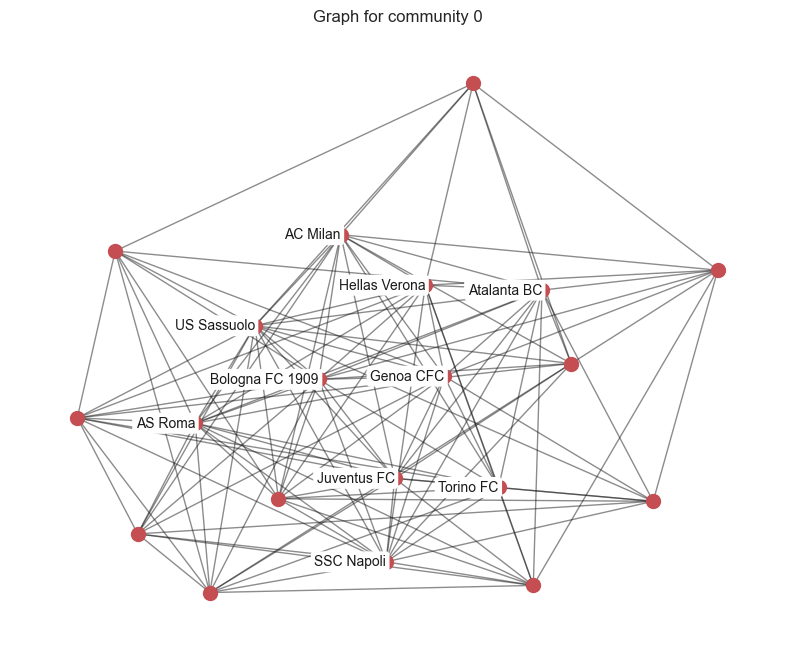 Graph for community 0
AC Milan
Hellas Verona
Atalanta BC
US Sassuolo
Bologna FC 1909
Genoa CFC
AS Roma
Juventus FC
Torino FC
SSC Napoli